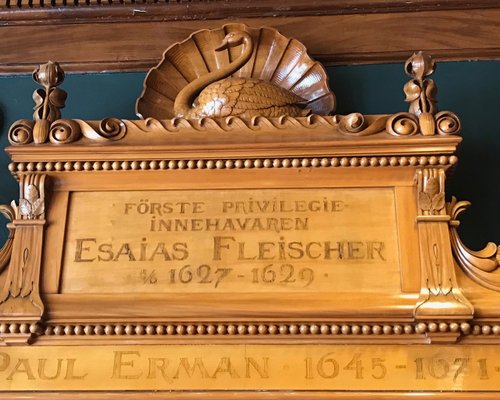 FÖRSTE PRIVILEGIE-
INNEHAVAREN
ESAIAS FLEISCHER
1627-1629.
PAUL ERMAN · 1645-1671-